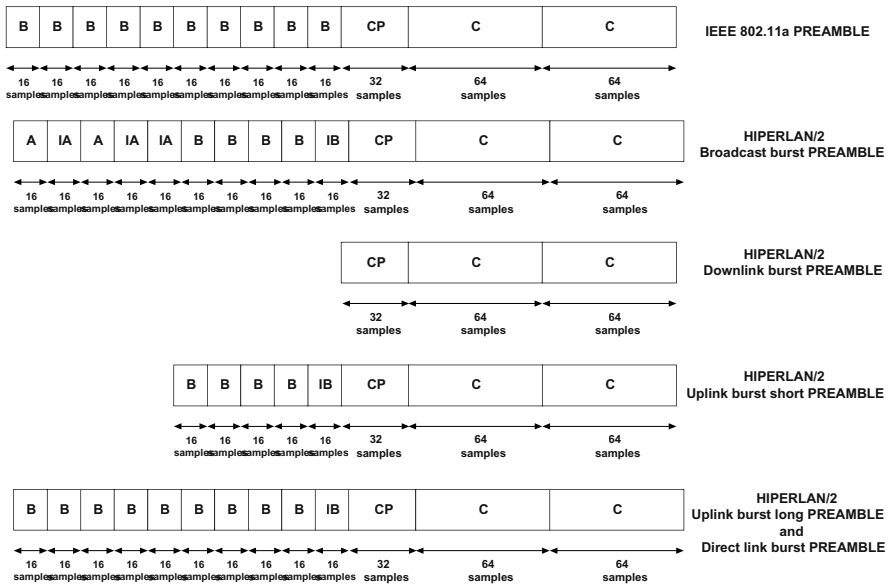 B B B B B B B B B B CP C C
IEEE 802.11a PREAMBLE
16 16 16 16 16 16 16 16 16 16 32 64 64
samples samples samples samples samples samples samples samples samples samples samples samples samples
A IA A IA IA B B B B IB CP C C
HIPERLAN/2
Broadcast burst PREAMBLE
16 16 16 16 16 16 16 16 16 16 32 64 64
samples samples samples samples samples samples samples samples samples samples samples samples samples
CP C C
HIPERLAN/2
Downlink burst PREAMBLE
32 64 64
samples samples samples
B B B B IB CP C C
HIPERLAN/2
Uplink burst short PREAMBLE
16 16 16 16 16 32 64 64
samples samples samples samples samples samples samples samples
B B B B B B B B B IB CP C C
HIPERLAN/2
Uplink burst long PREAMBLE
and
Direct link burst PREAMBLE
16 16 16 16 16 16 16 16 16 16 32 64 64
samples samples samples samples samples samples samples samples samples samples samples samples samples